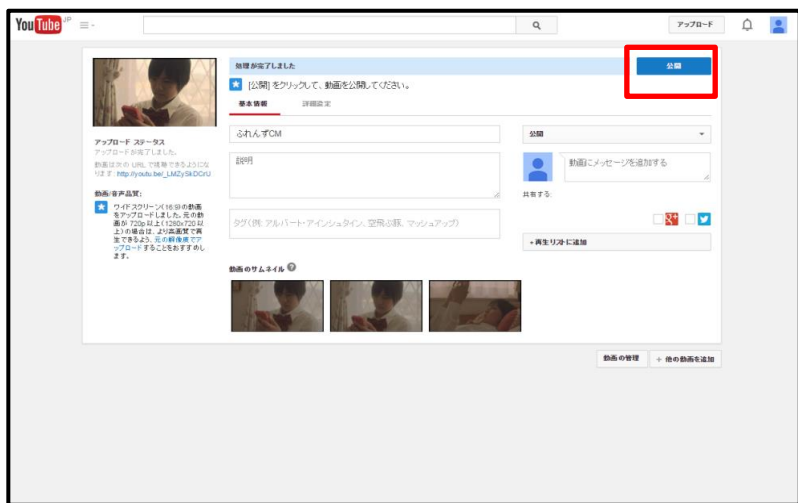 YouTube JP
アップロード
処理が完了しました
公開
[公開] をクリックして、動画を公開してください。
基本情報
詳細設定
アップロード ステータス
アップロードが完了しました。
動画は次の URL で視聴できるようにな
ります: http://youtu.be/_LMZySkDCrU
動画/音声品質:
ワイドスクリーン(16:9)の動画
をアップロードしました。元の動
画が 720p 以上(1280x720 以
上)の場合は、より高画質で再
生できるよう、元の解像度でア
ップロードすることをおすすめし
ます。
ふれんずCM
説明
タグ(例: アルバート・アインシュタイン、空飛ぶ豚、マッシュアップ)
公開
動画にメッセージを追加する
共有する:
g+
+ 再生リストに追加
動画のサムネイル ?
動画の管理
+ 他の動画を追加